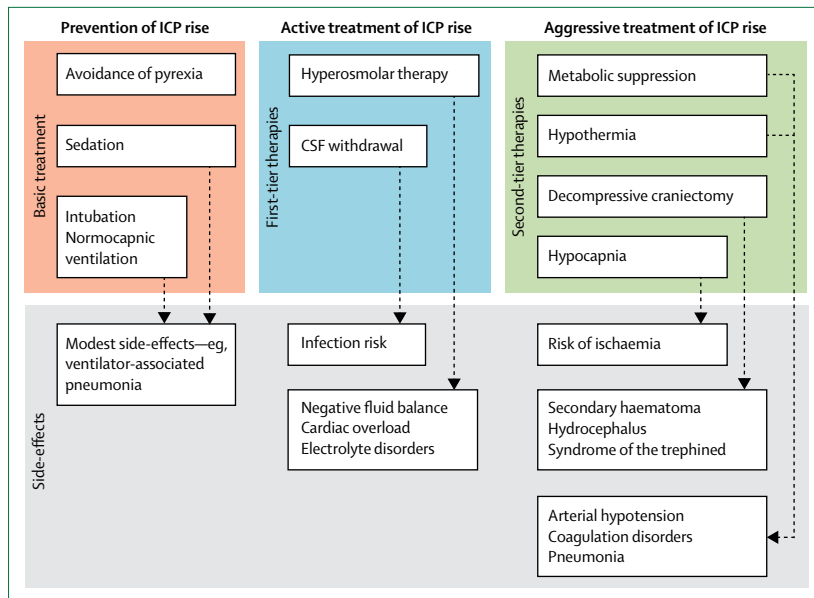 Prevention of ICP rise
Active treatment of ICP rise
Aggressive treatment of ICP rise
Basic treatment
Avoidance of pyrexia
Sedation
Intubation
Normocapnic
ventilation
First-tier therapies
Hyperosmolar therapy
CSF withdrawal
Second-tier therapies
Metabolic suppression
Hypothermia
Decompressive craniectomy
Hypocapnia
Side-effects
Modest side-effects—eg,
ventilator-associated
pneumonia
Infection risk
Negative fluid balance
Cardiac overload
Electrolyte disorders
Risk of ischaemia
Secondary haematoma
Hydrocephalus
Syndrome of the trephined
Arterial hypotension
Coagulation disorders
Pneumonia